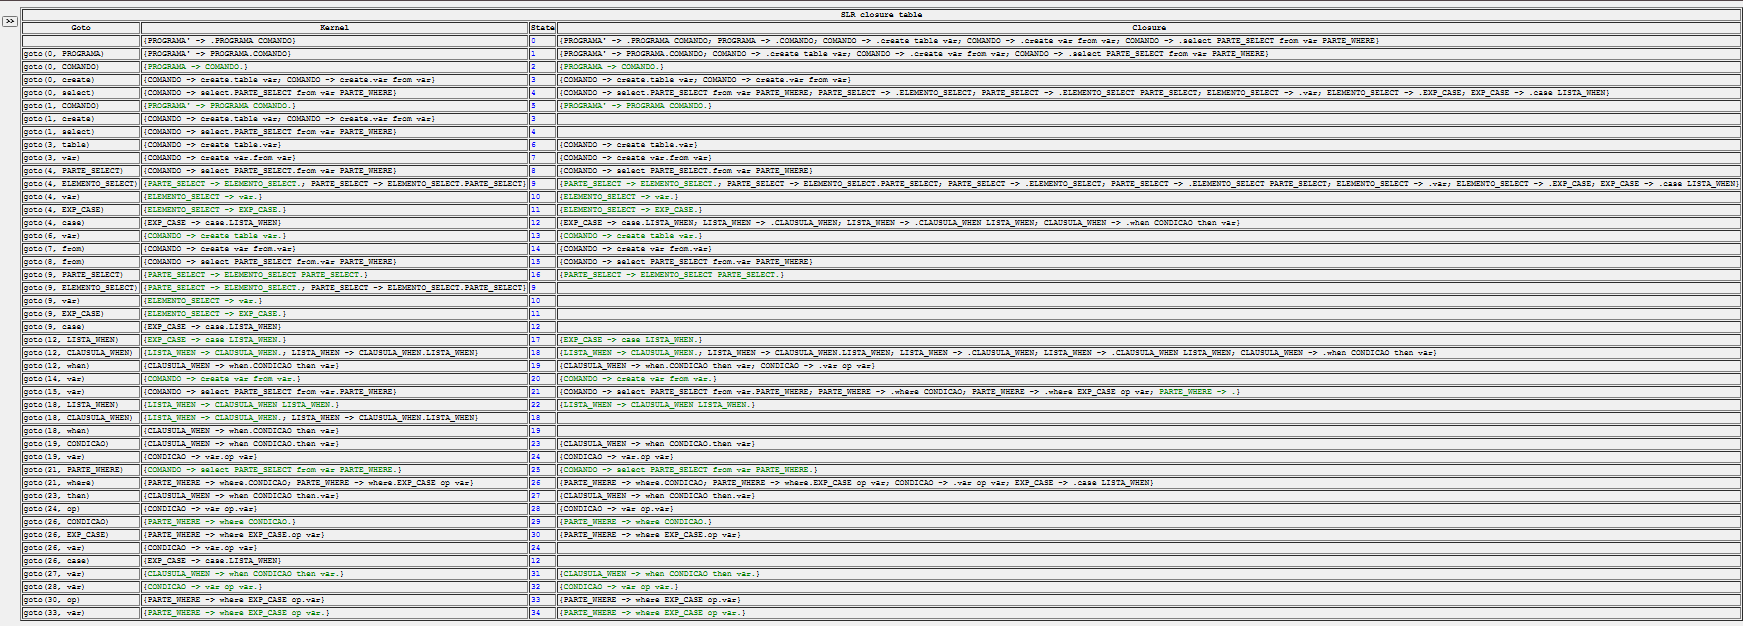 >>
SLR closure table
Goto Kernel State Closure
{PROGRAMA' -> .PROGRAMA COMANDO} 0 {PROGRAMA' -> .PROGRAMA COMANDO; PROGRAMA -> .COMANDO; COMANDO -> .create table var; COMANDO -> .create var from var; COMANDO -> .select PARTE_SELECT from var PARTE_WHERE}
goto(0, PROGRAMA) {PROGRAMA' -> PROGRAMA.COMANDO} 1 {PROGRAMA' -> PROGRAMA.COMANDO; COMANDO -> .create table var; COMANDO -> .create var from var; COMANDO -> .select PARTE_SELECT from var PARTE_WHERE}
goto(0, COMANDO) {PROGRAMA -> COMANDO.} 2 {PROGRAMA -> COMANDO.}
goto(0, create) {COMANDO -> create.table var; COMANDO -> create.var from var} 3 {COMANDO -> create.table var; COMANDO -> create.var from var}
goto(0, select) {COMANDO -> select.PARTE_SELECT from var PARTE_WHERE} 4 {COMANDO -> select.PARTE_SELECT from var PARTE_WHERE; PARTE_SELECT -> .ELEMENTO_SELECT; PARTE_SELECT -> .ELEMENTO_SELECT PARTE_SELECT; ELEMENTO_SELECT -> .var; ELEMENTO_SELECT -> .EXP_CASE; EXP_CASE -> .case LISTA_WHEN}
goto(1, COMANDO) {PROGRAMA' -> PROGRAMA COMANDO.} 5 {PROGRAMA' -> PROGRAMA COMANDO.}
goto(1, create) {COMANDO -> create.table var; COMANDO -> create.var from var} 3
goto(1, select) {COMANDO -> select.PARTE_SELECT from var PARTE_WHERE} 4
goto(3, table) {COMANDO -> create table.var} 6 {COMANDO -> create table.var}
goto(3, var) {COMANDO -> create var.from var} 7 {COMANDO -> create var.from var}
goto(4, PARTE_SELECT) {COMANDO -> select PARTE_SELECT.from var PARTE_WHERE} 8 {COMANDO -> select PARTE_SELECT.from var PARTE_WHERE}
goto(4, ELEMENTO_SELECT) {PARTE_SELECT -> ELEMENTO_SELECT.; PARTE_SELECT -> ELEMENTO_SELECT.PARTE_SELECT} 9 {PARTE_SELECT -> ELEMENTO_SELECT.; PARTE_SELECT -> ELEMENTO_SELECT.PARTE_SELECT; PARTE_SELECT -> .ELEMENTO_SELECT; PARTE_SELECT -> .ELEMENTO_SELECT PARTE_SELECT; ELEMENTO_SELECT -> .var; ELEMENTO_SELECT -> .EXP_CASE; EXP_CASE -> .case LISTA_WHEN}
goto(4, var) {ELEMENTO_SELECT -> var.} 10 {ELEMENTO_SELECT -> var.}
goto(4, EXP_CASE) {ELEMENTO_SELECT -> EXP_CASE.} 11 {ELEMENTO_SELECT -> EXP_CASE.}
goto(4, case) {EXP_CASE -> case.LISTA_WHEN} 12 {EXP_CASE -> case.LISTA_WHEN; LISTA_WHEN -> .CLAUSULA_WHEN; LISTA_WHEN -> .CLAUSULA_WHEN LISTA_WHEN; CLAUSULA_WHEN -> .when CONDICAO then var}
goto(6, var) {COMANDO -> create table var.} 13 {COMANDO -> create table var.}
goto(7, from) {COMANDO -> create var from.var} 14 {COMANDO -> create var from.var}
goto(8, from) {COMANDO -> select PARTE_SELECT from.var PARTE_WHERE} 15 {COMANDO -> select PARTE_SELECT from.var PARTE_WHERE}
goto(9, PARTE_SELECT) {PARTE_SELECT -> ELEMENTO_SELECT PARTE_SELECT.} 16 {PARTE_SELECT -> ELEMENTO_SELECT PARTE_SELECT.}
goto(9, ELEMENTO_SELECT) {PARTE_SELECT -> ELEMENTO_SELECT.; PARTE_SELECT -> ELEMENTO_SELECT.PARTE_SELECT} 9
goto(9, var) {ELEMENTO_SELECT -> var.} 10
goto(9, EXP_CASE) {ELEMENTO_SELECT -> EXP_CASE.} 11
goto(9, case) {EXP_CASE -> case.LISTA_WHEN} 12
goto(12, LISTA_WHEN) {EXP_CASE -> case LISTA_WHEN.} 17 {EXP_CASE -> case LISTA_WHEN.}
goto(12, CLAUSULA_WHEN) {LISTA_WHEN -> CLAUSULA_WHEN.; LISTA_WHEN -> CLAUSULA_WHEN.LISTA_WHEN} 18 {LISTA_WHEN -> CLAUSULA_WHEN.; LISTA_WHEN -> CLAUSULA_WHEN.LISTA_WHEN; LISTA_WHEN -> .CLAUSULA_WHEN; LISTA_WHEN -> .CLAUSULA_WHEN LISTA_WHEN; CLAUSULA_WHEN -> .when CONDICAO then var}
goto(12, when) {CLAUSULA_WHEN -> when.CONDICAO then var} 19 {CLAUSULA_WHEN -> when.CONDICAO then var; CONDICAO -> .var op var}
goto(14, var) {COMANDO -> create var from var.} 20 {COMANDO -> create var from var.}
goto(15, var) {COMANDO -> select PARTE_SELECT from var.PARTE_WHERE} 21 {COMANDO -> select PARTE_SELECT from var.PARTE_WHERE; PARTE_WHERE -> .where CONDICAO; PARTE_WHERE -> .where EXP_CASE op var; PARTE_WHERE -> .}
goto(18, LISTA_WHEN) {LISTA_WHEN -> CLAUSULA_WHEN LISTA_WHEN.} 22 {LISTA_WHEN -> CLAUSULA_WHEN LISTA_WHEN.}
goto(18, CLAUSULA_WHEN) {LISTA_WHEN -> CLAUSULA_WHEN.; LISTA_WHEN -> CLAUSULA_WHEN.LISTA_WHEN} 18
goto(18, when) {CLAUSULA_WHEN -> when.CONDICAO then var} 19
goto(19, CONDICAO) {CLAUSULA_WHEN -> when CONDICAO.then var} 23 {CLAUSULA_WHEN -> when CONDICAO.then var}
goto(19, var) {CONDICAO -> var.op var} 24 {CONDICAO -> var.op var}
goto(21, PARTE_WHERE) {COMANDO -> select PARTE_SELECT from var PARTE_WHERE.} 25 {COMANDO -> select PARTE_SELECT from var PARTE_WHERE.}
goto(21, where) {PARTE_WHERE -> where.CONDICAO; PARTE_WHERE -> where.EXP_CASE op var} 26 {PARTE_WHERE -> where.CONDICAO; PARTE_WHERE -> where.EXP_CASE op var; CONDICAO -> .var op var; EXP_CASE -> .case LISTA_WHEN}
goto(23, then) {CLAUSULA_WHEN -> when CONDICAO then.var} 27 {CLAUSULA_WHEN -> when CONDICAO then.var}
goto(24, op) {CONDICAO -> var op.var} 28 {CONDICAO -> var op.var}
goto(26, CONDICAO) {PARTE_WHERE -> where CONDICAO.} 29 {PARTE_WHERE -> where CONDICAO.}
goto(26, EXP_CASE) {PARTE_WHERE -> where EXP_CASE.op var} 30 {PARTE_WHERE -> where EXP_CASE.op var}
goto(26, var) {CONDICAO -> var.op var} 24
goto(26, case) {EXP_CASE -> case.LISTA_WHEN} 12
goto(27, var) {CLAUSULA_WHEN -> when CONDICAO then var.} 31 {CLAUSULA_WHEN -> when CONDICAO then var.}
goto(28, var) {CONDICAO -> var op var.} 32 {CONDICAO -> var op var.}
goto(30, op) {PARTE_WHERE -> where EXP_CASE op.var} 33 {PARTE_WHERE -> where EXP_CASE op.var}
goto(33, var) {PARTE_WHERE -> where EXP_CASE op var.} 34 {PARTE_WHERE -> where EXP_CASE op var.}